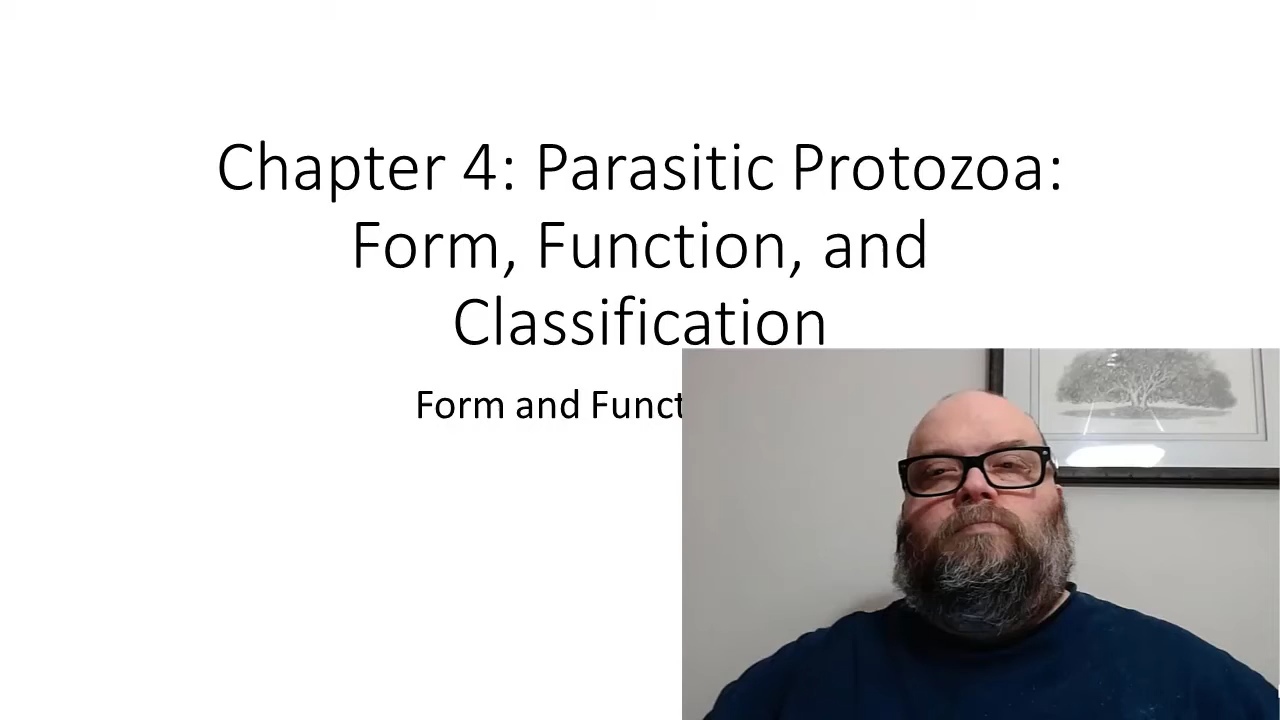 Chapter 4: Parasitic Protozoa:
Form, Function, and
Classification
Form and Funct